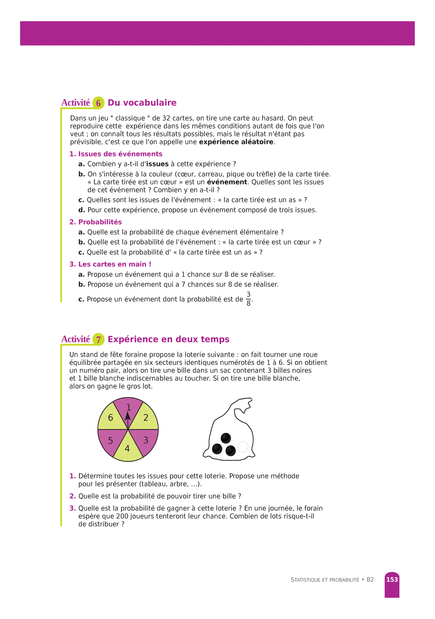 Activité 6 Du vocabulaire
Dans un jeu " classique " de 32 cartes, on tire une carte au hasard. On peut
reproduire cette expérience dans les mêmes conditions autant de fois que l'on
veut ; on connaît tous les résultats possibles, mais le résultat n'étant pas
prévisible, c'est ce que l'on appelle une expérience aléatoire.
1. Issues des événements
a. Combien y a-t-il d'issues à cette expérience ?
b. On s'intéresse à la couleur (cœur, carreau, pique ou trèfle) de la carte tirée.
« La carte tirée est un cœur » est un événement. Quelles sont les issues
de cet événement ? Combien y en a-t-il ?
c. Quelles sont les issues de l'événement : « la carte tirée est un as » ?
d. Pour cette expérience, propose un événement composé de trois issues.
2. Probabilités
a. Quelle est la probabilité de chaque événement élémentaire ?
b. Quelle est la probabilité de l'événement : « la carte tirée est un cœur » ?
c. Quelle est la probabilité d' « la carte tirée est un as » ?
3. Les cartes en main !
a. Propose un événement qui a 1 chance sur 8 de se réaliser.
b. Propose un événement qui a 7 chances sur 8 de se réaliser.
c. Propose un événement dont la probabilité est de 3/8.
Activité 7 Expérience en deux temps
Un stand de fête foraine propose la loterie suivante : on fait tourner une roue
équilibrée partagée en six secteurs identiques numérotés de 1 à 6. Si on obtient
un numéro pair, alors on tire une bille dans un sac contenant 3 billes noires
et 1 bille blanche indiscernables au toucher. Si on tire une bille blanche,
alors on gagne le gros lot.
1
6 2
5 3
4
1. Détermine toutes les issues pour cette loterie. Propose une méthode
pour les présenter (tableau, arbre, ...).
2. Quelle est la probabilité de pouvoir tirer une bille ?
3. Quelle est la probabilité de gagner à cette loterie ? En une journée, le forain
espère que 200 joueurs tenteront leur chance. Combien de lots risque-t-il
de distribuer ?
STATISTIQUE ET PROBABILITÉ • B2 153